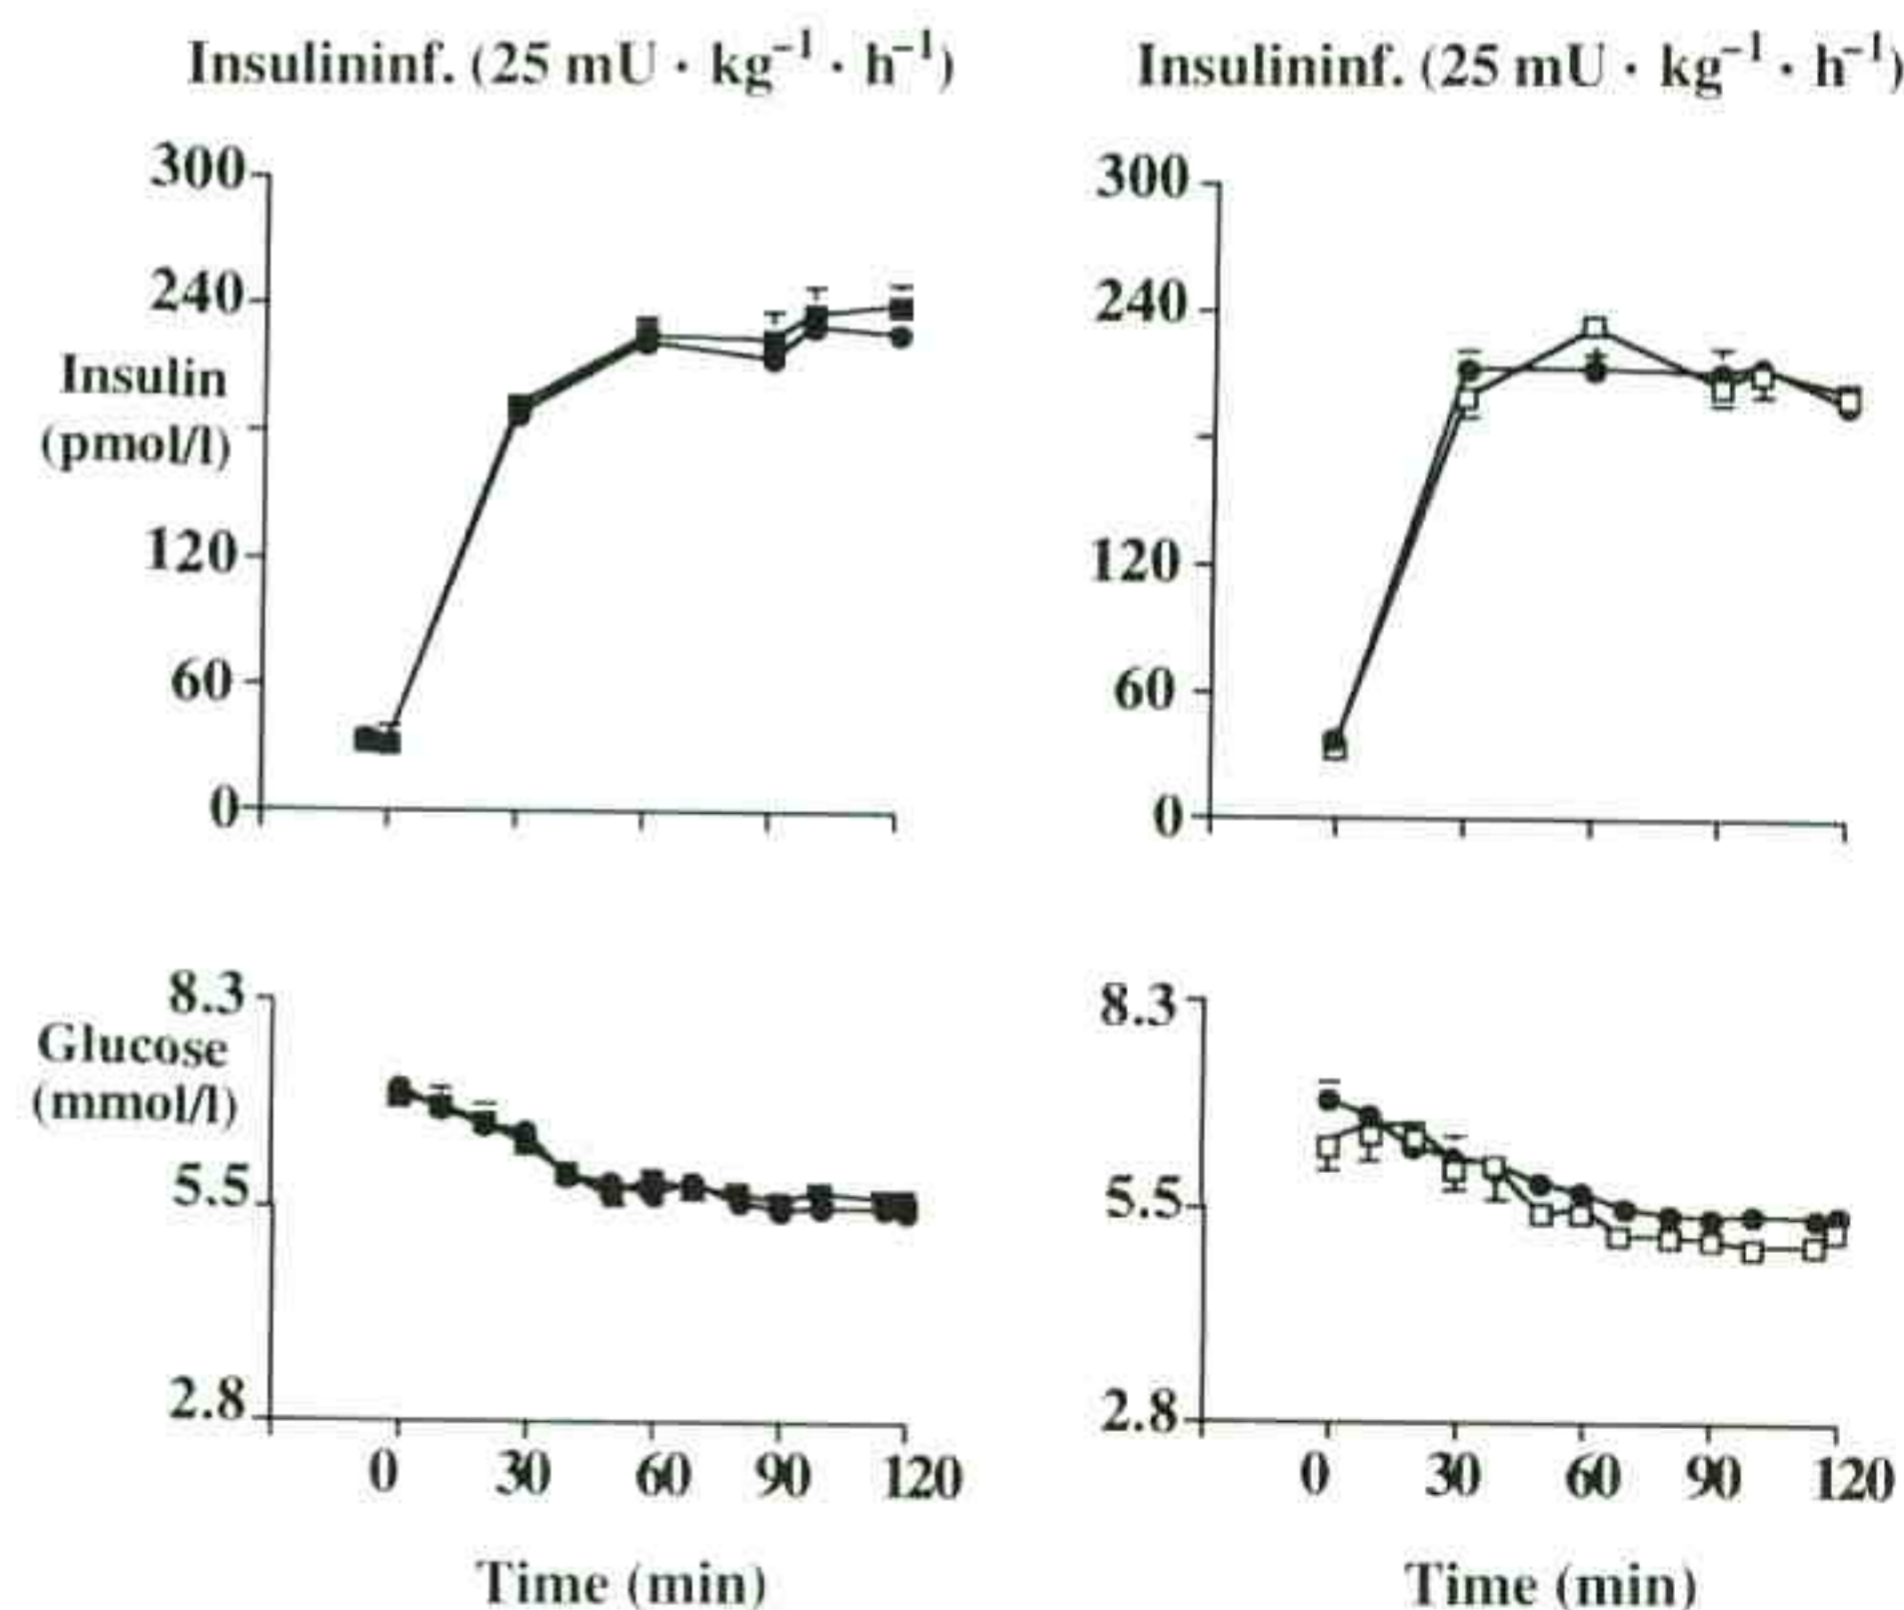 Insulininf. (25 mU · kg⁻¹ · h⁻¹)
Insulininf. (25 mU · kg⁻¹ · h⁻¹)
300
240
Insulin
(pmol/l)
120
60
0
300
240
120
60
0
8.3
Glucose
(mmol/l)
5.5
2.8
0 30 60 90 120
Time (min)
8.3
5.5
2.8
0 30 60 90 120
Time (min)